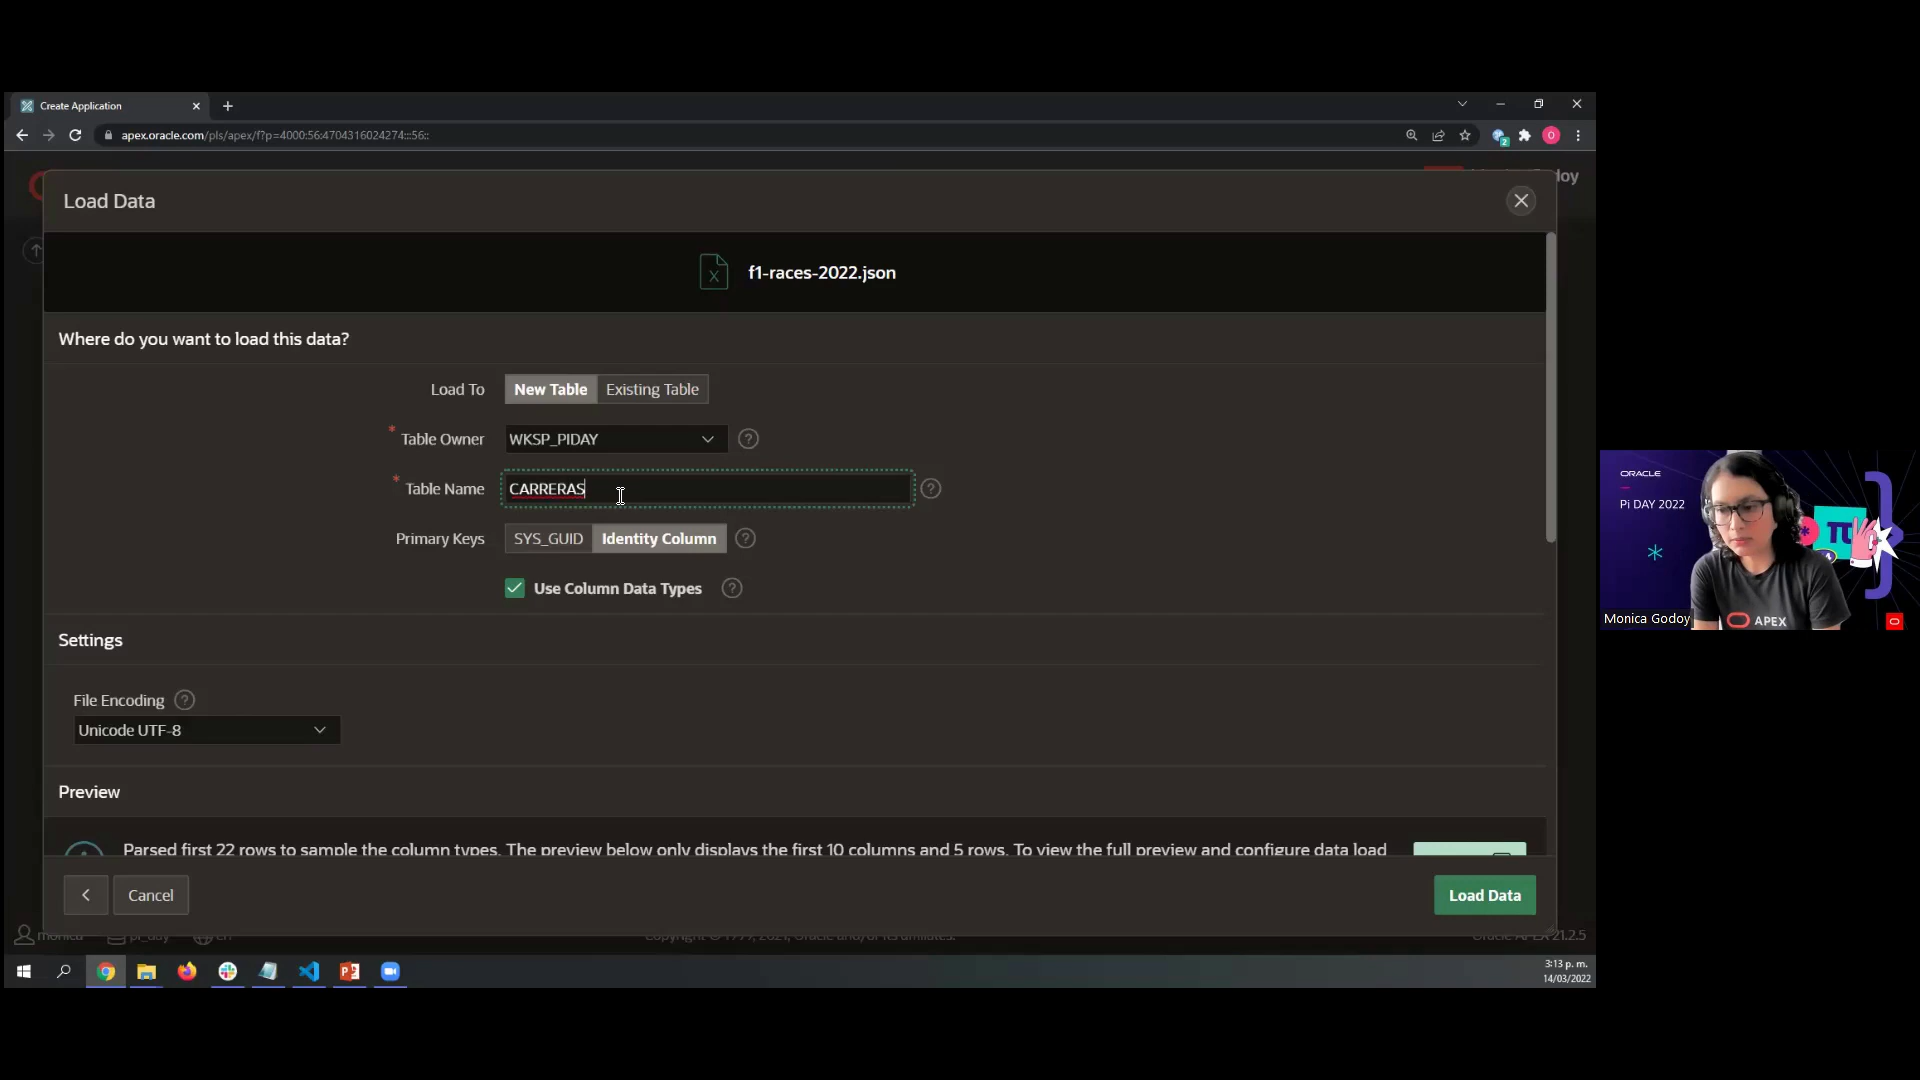 Create Application
apex.oracle.com/pls/apex/f?p=4000:56:4704316024274:::56::
2
O
Load Data
f1-races-2022.json
Where do you want to load this data?
Load To New Table Existing Table
* Table Owner WKSP_PIDAY ?
* Table Name CARRERAS ?
Primary Keys SYS_GUID Identity Column ?
Use Column Data Types ?
Settings
File Encoding ?
Unicode UTF-8
Preview
Parsed first 22 rows to sample the column types. The preview below only displays the first 10 columns and 5 rows. To view the full preview and configure data load
Cancel
Load Data
3:13 p. m.
14/03/2022
ORACLE
Pi DAY 2022
Monica Godoy
APEX